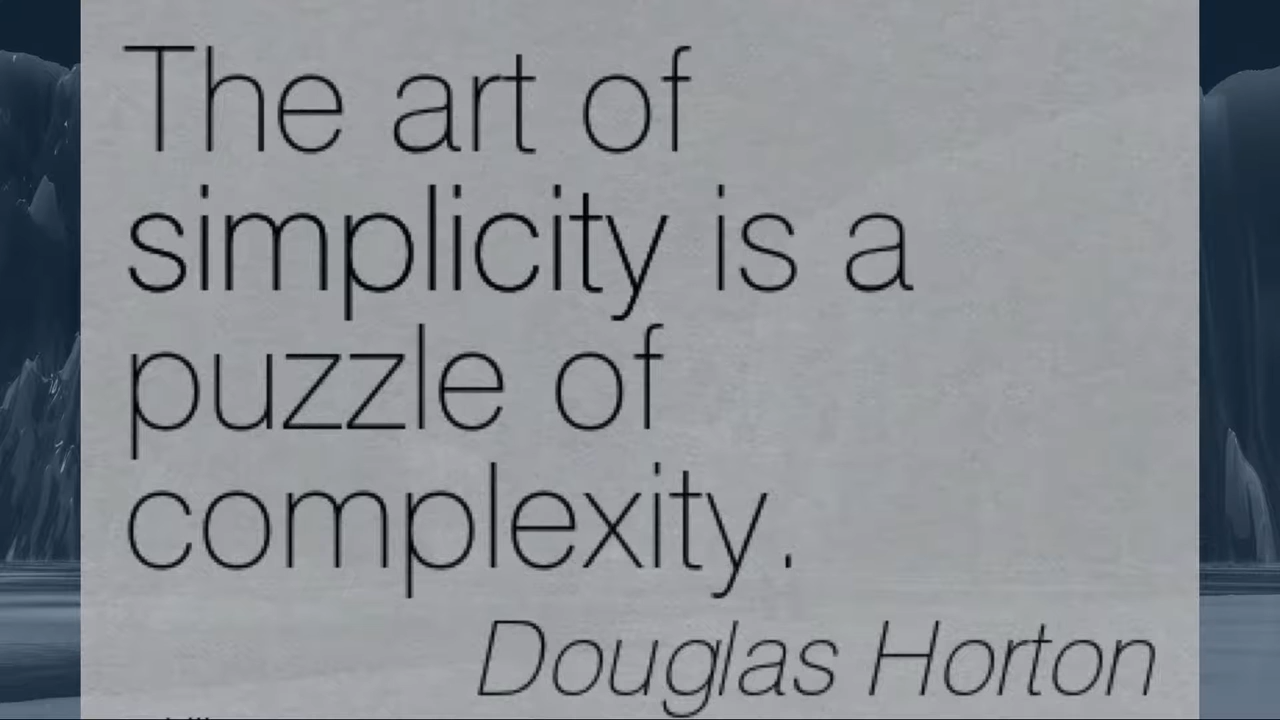 The art of
simplicity is a
puzzle of
complexity.
Douglas Horton